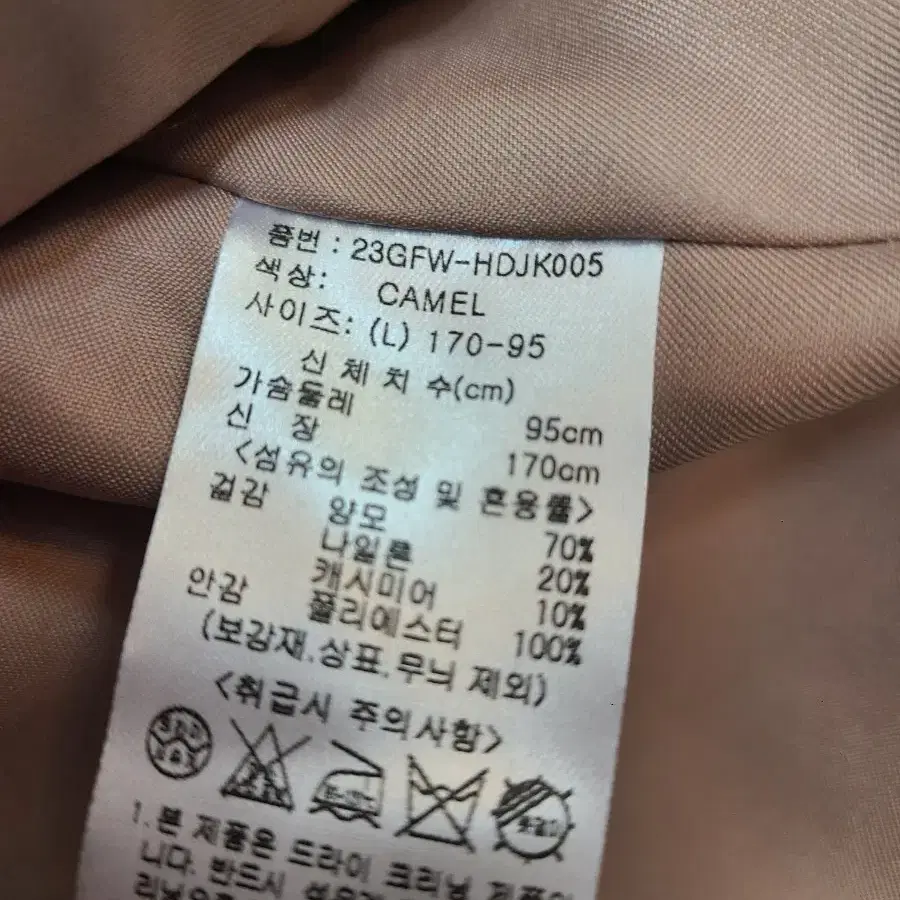 품번 : 23GFW-HDJK005
색상: CAMEL
사이즈: (L) 170-95
신 체 치 수(cm)
가슴둘레 95cm
신 장 170cm
<섬유의 조성 및 혼용률>
겉감 양모 70%
나일론 20%
캐시미어 10%
안감 폴리에스터 100%
(보강재.상표.무늬 제외)
<취급시 주의사항>
1.본 제품은 드라이 크리닝
니다. 반드시